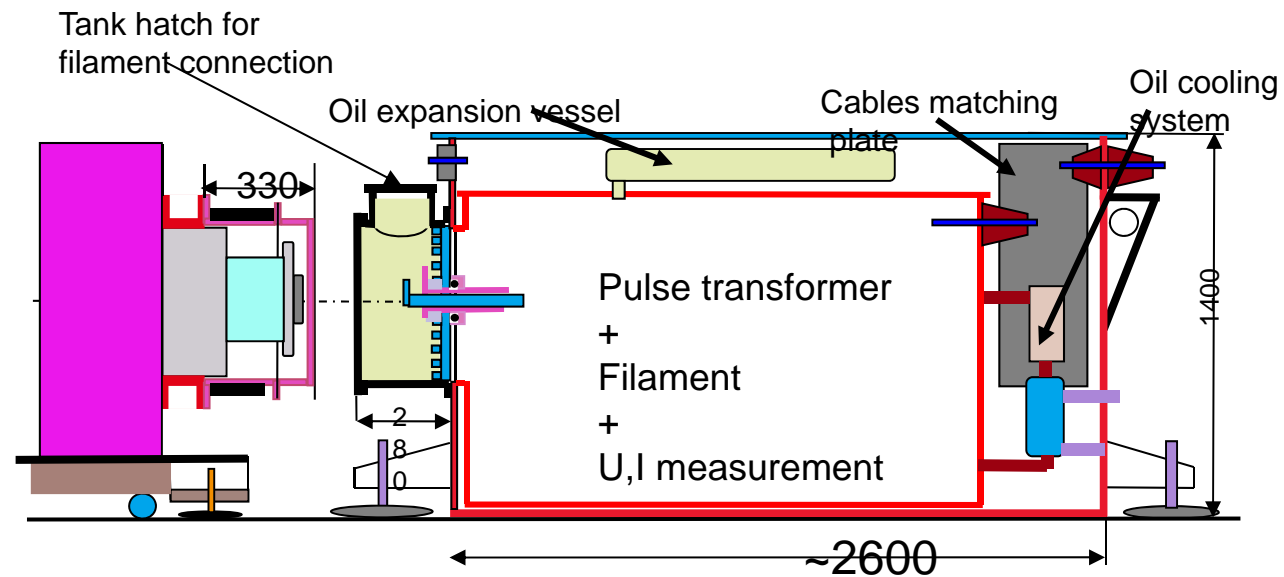 Tank hatch for
filament connection
Oil expansion vessel
Cables matching
plate
Oil cooling
system
330
Pulse transformer
+
Filament
+
U,I measurement
1400
2
8
0
~2600